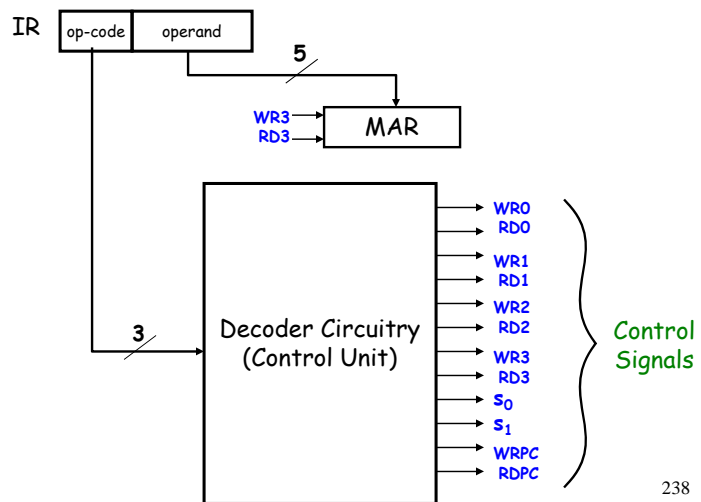 IR
op-code operand
5
WR3
RD3
MAR
WR0
RD0
WR1
RD1
WR2
RD2
WR3
RD3
S0
S1
WRPC
RDPC
3
Decoder Circuitry
(Control Unit)
Control
Signals
238